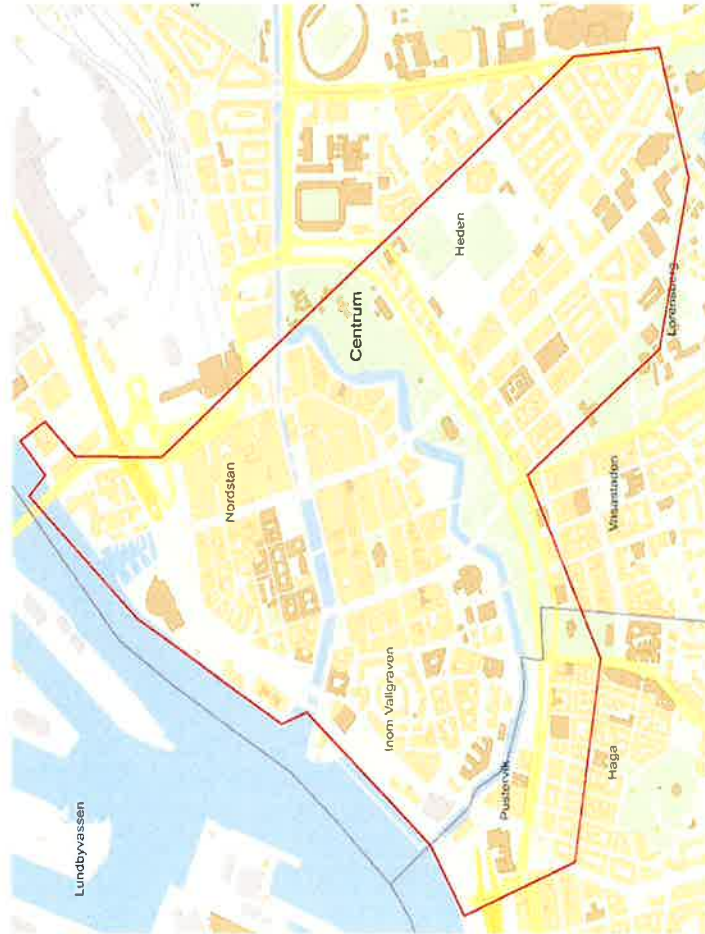 Lundbyvassen
Nordstan
Centrum
Inom Vallgraven
Heden
Pustervik
Haga
Vasastaden
Lorensberg